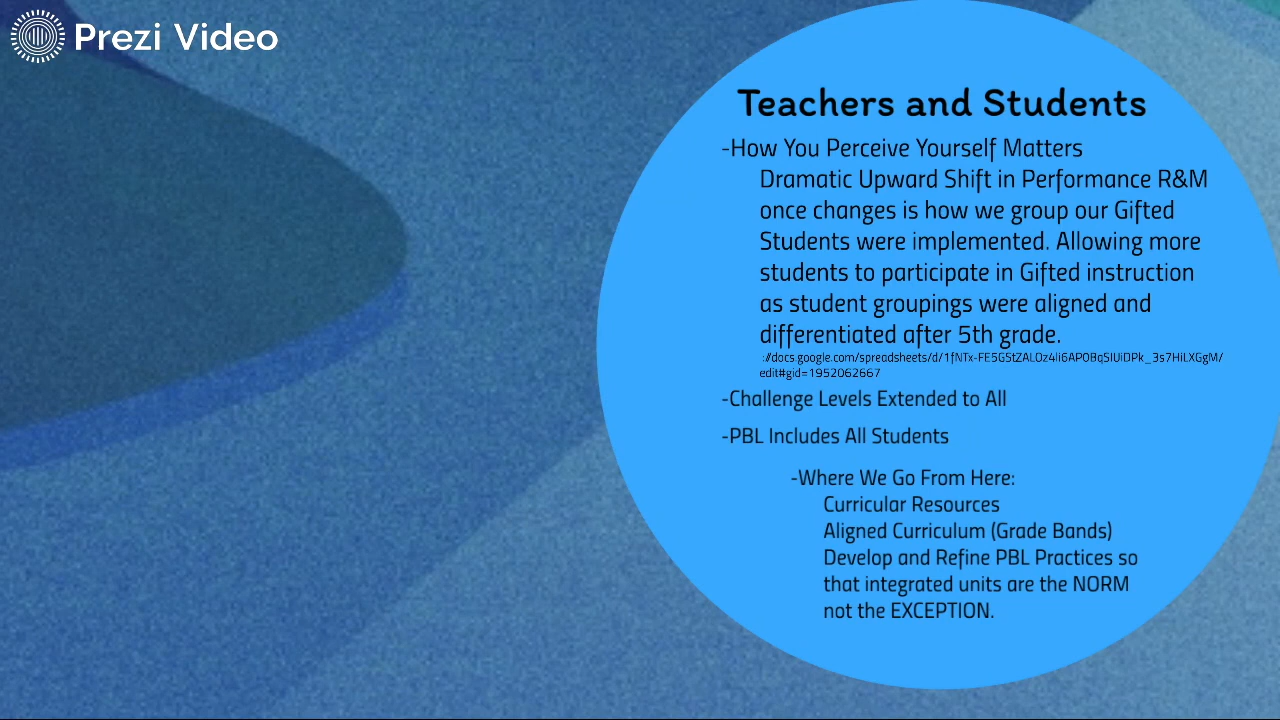 Prezi Video
Teachers and Students
-How You Perceive Yourself Matters
Dramatic Upward Shift in Performance R&M
once changes is how we group our Gifted
Students were implemented. Allowing more
students to participate in Gifted instruction
as student groupings were aligned and
differentiated after 5th grade.
edit#gid=1952062667
-Challenge Levels Extended to All
-PBL Includes All Students
-Where We Go From Here:
Curricular Resources
Aligned Curriculum (Grade Bands)
Develop and Refine PBL Practices so
that integrated units are the NORM
not the EXCEPTION.